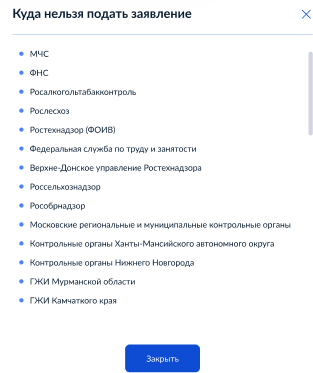 Куда нельзя подать заявление
МЧС
ФНС
Росалкогольтабакконтроль
Рослесхоз
Ростехнадзор (ФОИВ)
Федеральная служба по труду и занятости
Верхне-Донское управление Ростехнадзора
Россельхознадзор
Рособрнадзор
Московские региональные и муниципальные контрольные органы
Контрольные органы Ханты-Мансийского автономного округа
Контрольные органы Нижнего Новгорода
ГЖИ Мурманской области
ГЖИ Камчаткого края
Закрыть